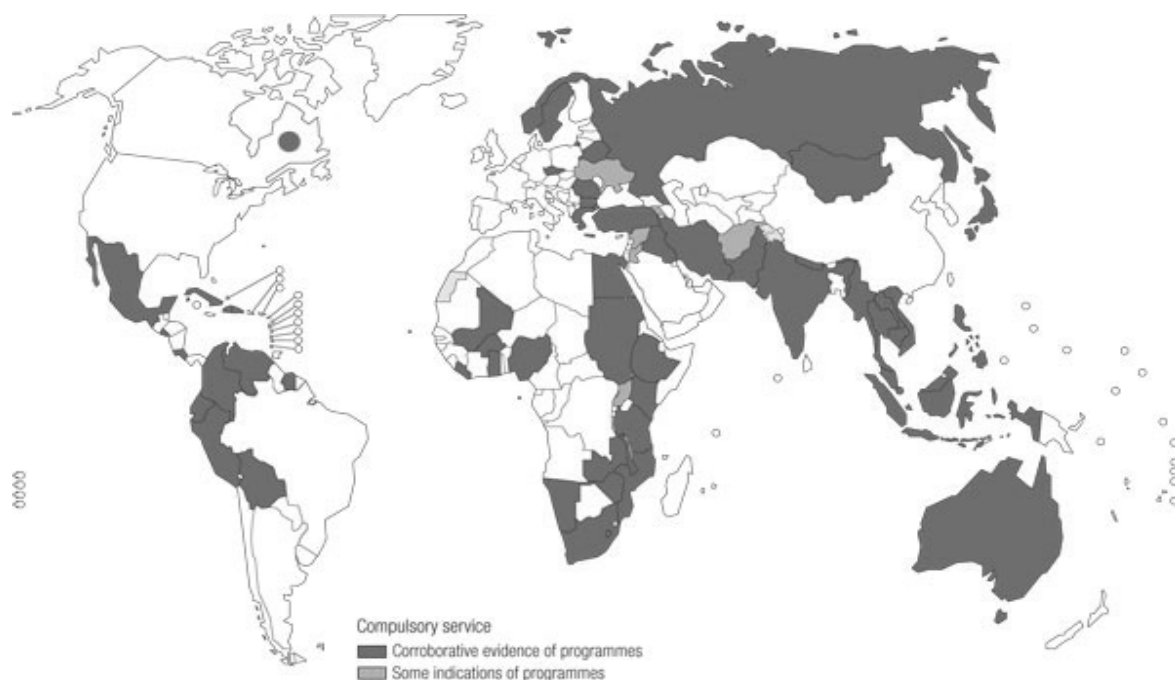 Compulsory service
Corroborative evidence of programmes
Some indications of programmes